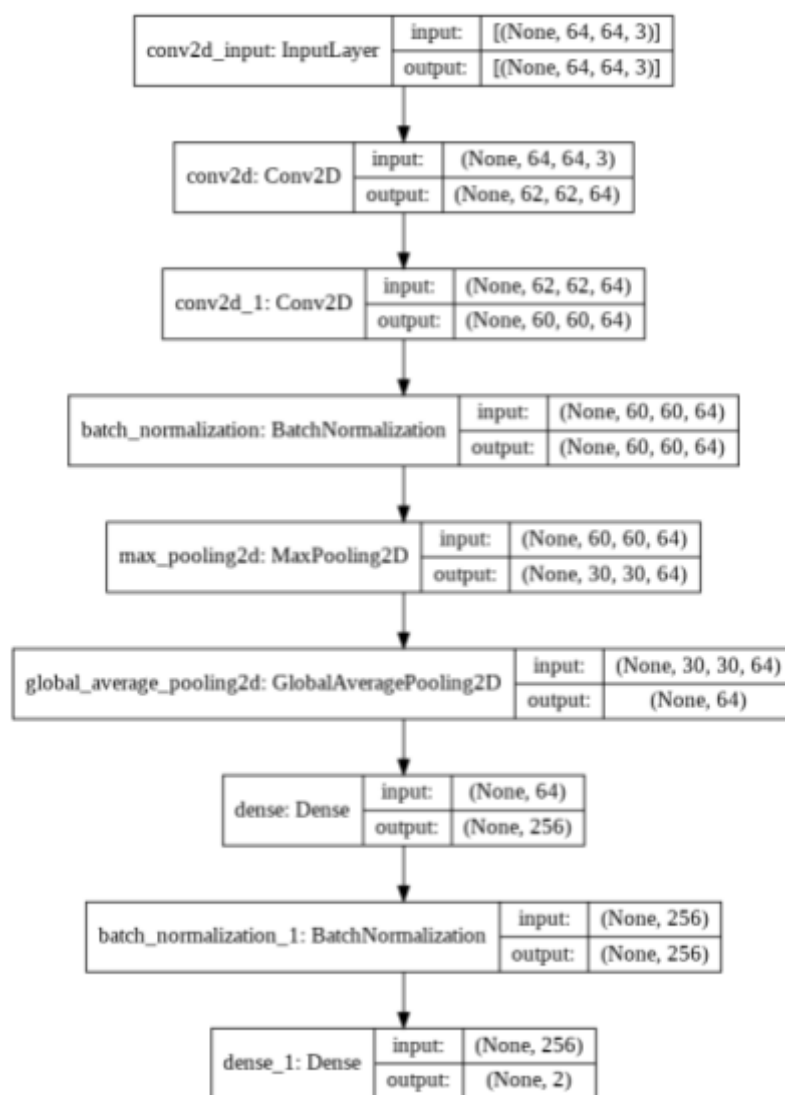 conv2d_input: InputLayer
input: [(None, 64, 64, 3)]
output: [(None, 64, 64, 3)]
conv2d: Conv2D
input: (None, 64, 64, 3)
output: (None, 62, 62, 64)
conv2d_1: Conv2D
input: (None, 62, 62, 64)
output: (None, 60, 60, 64)
batch_normalization: BatchNormalization
input: (None, 60, 60, 64)
output: (None, 60, 60, 64)
max_pooling2d: MaxPooling2D
input: (None, 60, 60, 64)
output: (None, 30, 30, 64)
global_average_pooling2d: GlobalAveragePooling2D
input: (None, 30, 30, 64)
output: (None, 64)
dense: Dense
input: (None, 64)
output: (None, 256)
batch_normalization_1: BatchNormalization
input: (None, 256)
output: (None, 256)
dense_1: Dense
input: (None, 256)
output: (None, 2)